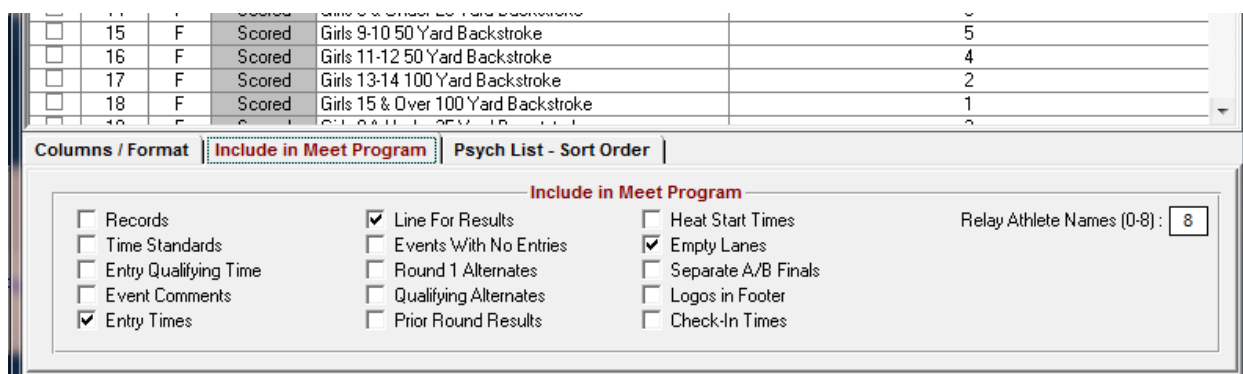 15 F Scored Girls 9-10 50 Yard Backstroke 5
16 F Scored Girls 11-12 50 Yard Backstroke 4
17 F Scored Girls 13-14 100 Yard Backstroke 2
18 F Scored Girls 15 & Over 100 Yard Backstroke 1
Columns / Format Include in Meet Program Psych List - Sort Order
Include in Meet Program
Records Line For Results Heat Start Times Relay Athlete Names (0-8) : 8
Time Standards Events With No Entries Empty Lanes
Entry Qualifying Time Round 1 Alternates Separate A/B Finals
Event Comments Qualifying Alternates Logos in Footer
Entry Times Prior Round Results Check-In Times